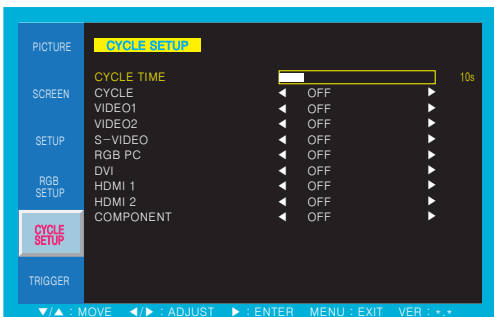 PICTURE
SCREEN
SETUP
RGB
SETUP
CYCLE
SETUP
TRIGGER
CYCLE SETUP
CYCLE TIME 10s
CYCLE ◀ OFF ▶
VIDEO1 ◀ OFF ▶
VIDEO2 ◀ OFF ▶
S-VIDEO ◀ OFF ▶
RGB PC ◀ OFF ▶
DVI ◀ OFF ▶
HDMI 1 ◀ OFF ▶
HDMI 2 ◀ OFF ▶
COMPONENT ◀ OFF ▶
▼/▲ : MOVE ◀/▶ : ADJUST ▶ : ENTER MENU : EXIT VER : *.*